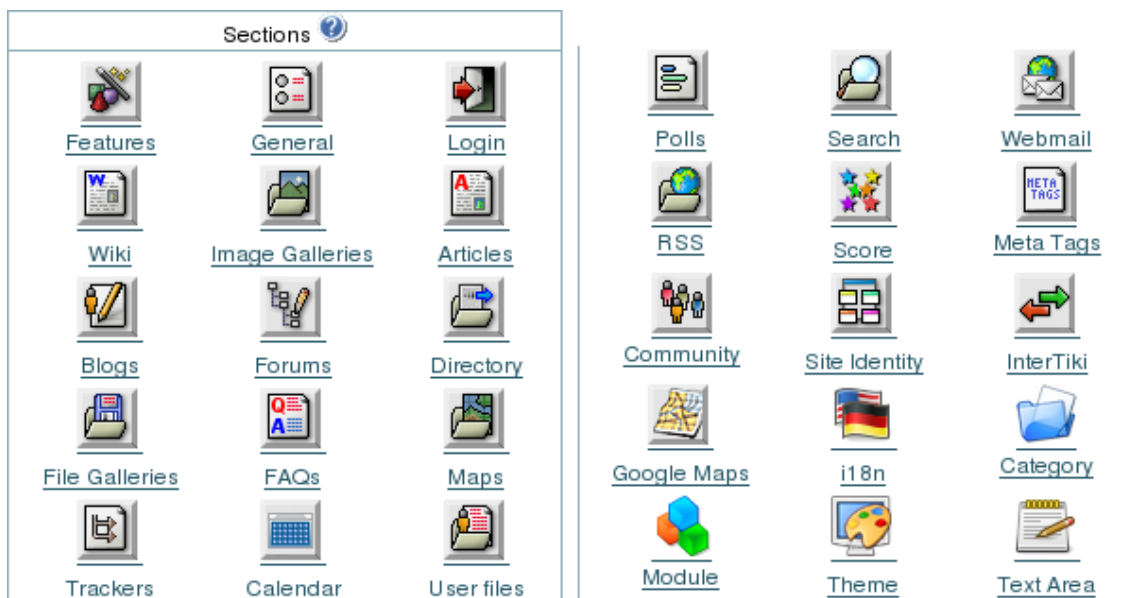 Sections ?
Features General Login
W
A
Wiki Image Galleries Articles
Blogs Forums Directory
Q
A
File Galleries FAQs Maps
Trackers Calendar User files
Polls Search Webmail
META
TAGS
RSS Score Meta Tags
Community Site Identity InterTiki
Google Maps i18n Category
Module Theme Text Area